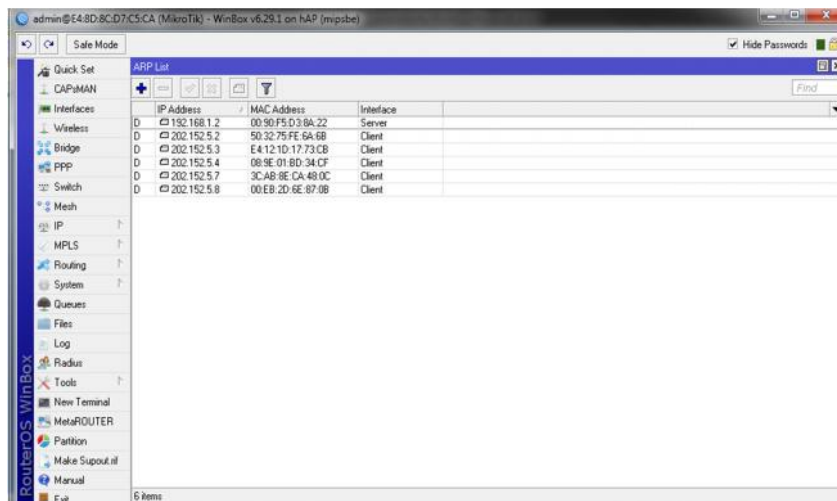 admin@E4:8D:8C:D7:C5:CA (MikroTik) - WinBox v6.29.1 on hAP (mipsbe)
Safe Mode
Hide Passwords
Quick Set
CAPsMAN
Interfaces
Wireless
Bridge
PPP
Switch
Mesh
IP
MPLS
Routing
System
Queues
Files
Log
Radius
Tools
New Terminal
MetaROUTER
Partition
Make Supout.rif
Manual
Exit
RouterOS WinBox
ARP List
Find
IP Address / MAC Address Interface
D 192.168.1.2 00:90:F5:D3:8A:22 Server
D 202.152.5.2 50:32:75:FE:6A:6B Client
D 202.152.5.3 E4:12:1D:17:73:CB Client
D 202.152.5.4 08:9E:01:BD:34:CF Client
D 202.152.5.7 3C:AB:8E:CA:48:0C Client
D 202.152.5.8 00:EB:2D:6E:87:0B Client
6 items